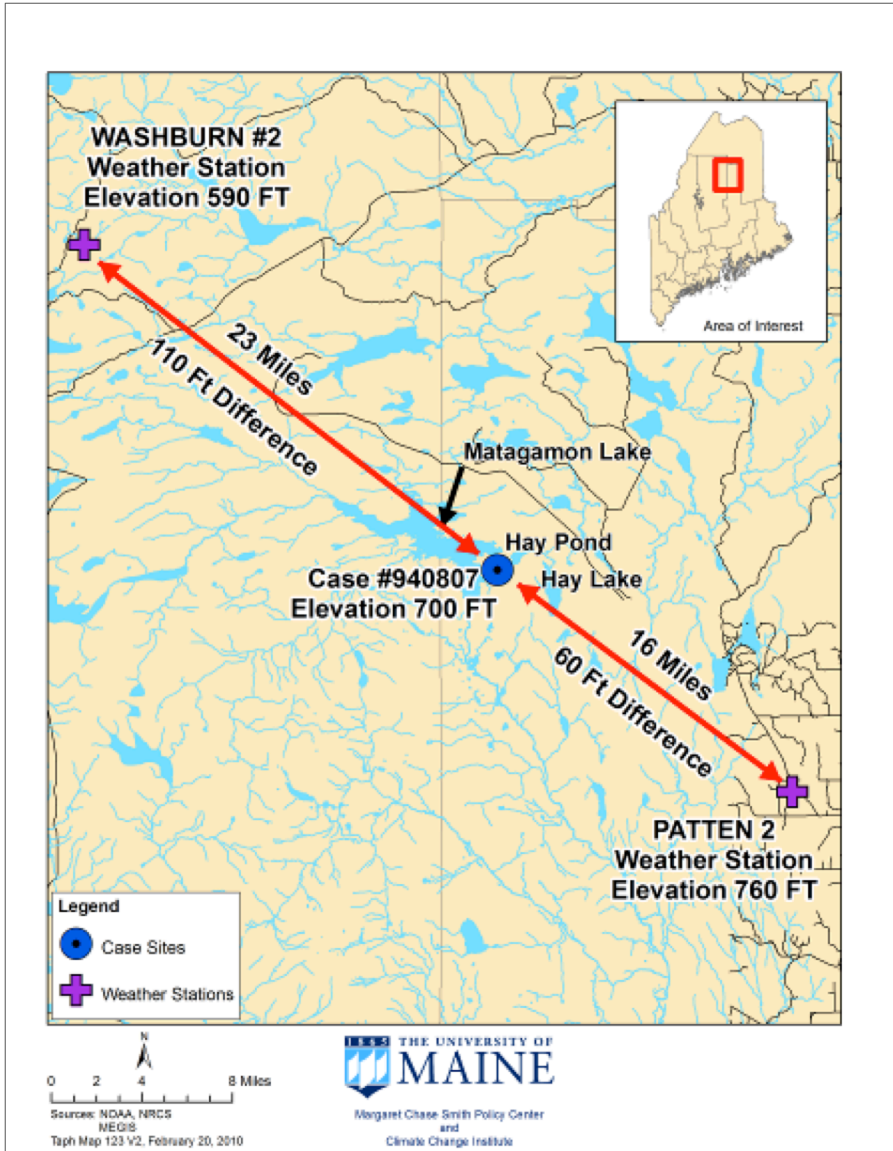 WASHBURN #2
Weather Station
Elevation 590 FT
Area of Interest
23 Miles
110 Ft Difference
Matagamon Lake
Hay Pond
Case #940807
Elevation 700 FT
Hay Lake
16 Miles
60 Ft Difference
PATTEN 2
Weather Station
Elevation 760 FT
Legend
Case Sites
Weather Stations
N
0 2 4 8 Miles
Sources: NOAA, NRCS
MEGIS
Taph Map 123 V2, February 20, 2010
1865 THE UNIVERSITY OF
MAINE
Margaret Chase Smith Policy Center
and
Climate Change Institute